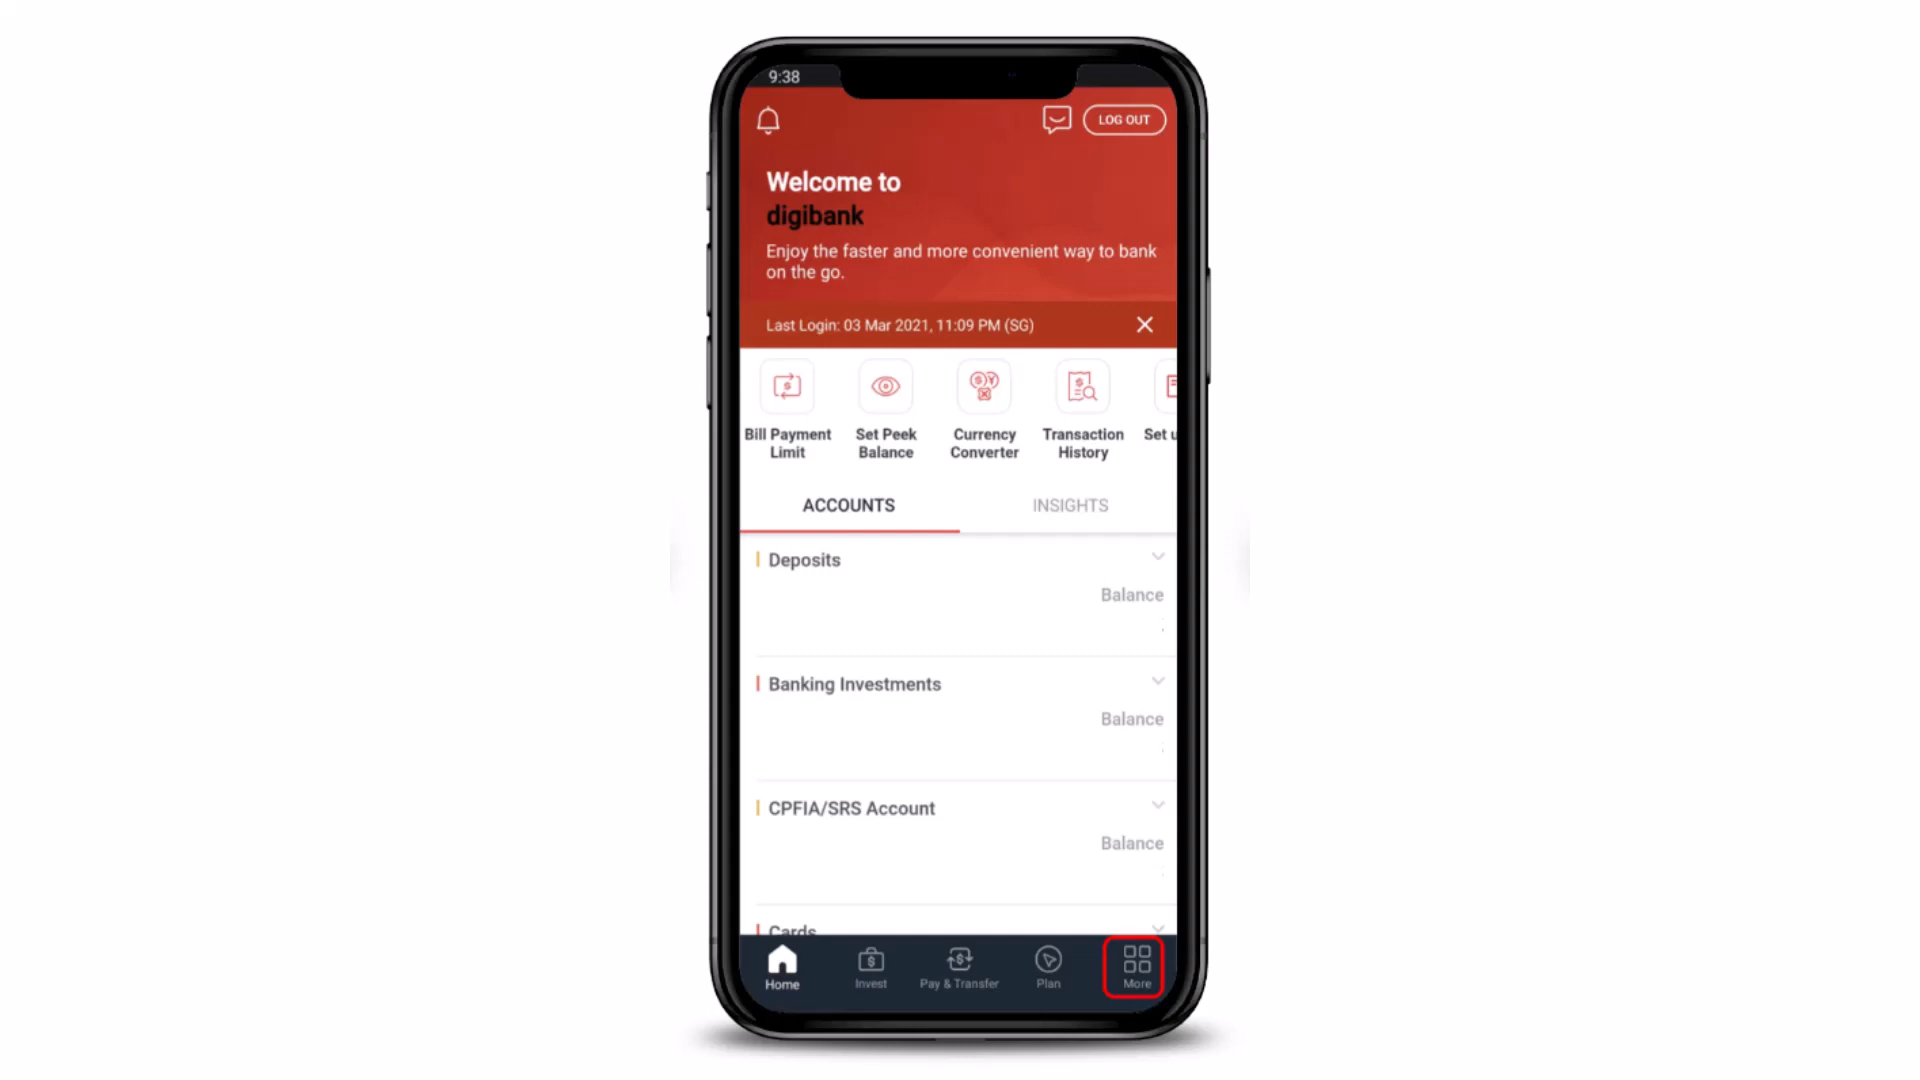 9:38
LOG OUT
Welcome to
digibank
Enjoy the faster and more convenient way to bank
on the go.
Last Login: 03 Mar 2021, 11:09 PM (SG)
Bill Payment
Limit
Set Peek
Balance
Currency
Converter
Transaction
History
Set u
ACCOUNTS
INSIGHTS
Deposits
Balance
Banking Investments
Balance
CPFIA/SRS Account
Balance
Cards
Home
Invest
Pay & Transfer
Plan
More